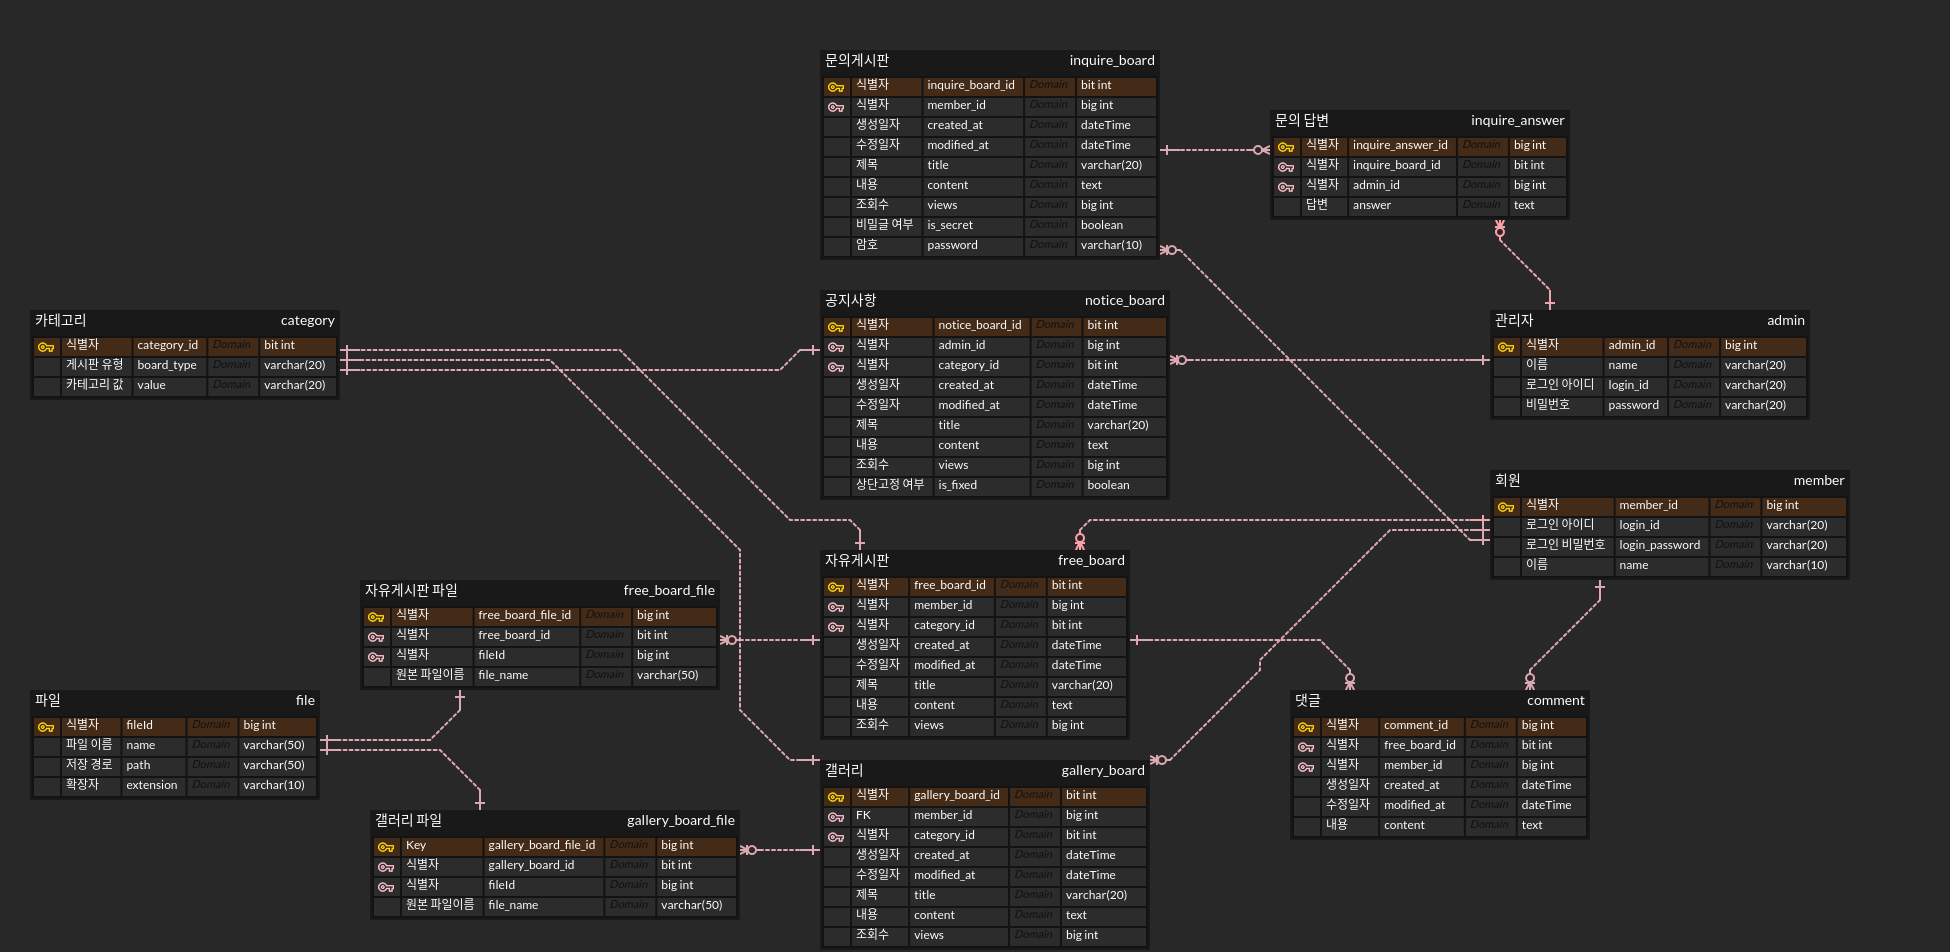 문의게시판 inquire_board
식별자 inquire_board_id Domain bit int
식별자 member_id Domain big int
생성일자 created_at Domain dateTime
수정일자 modified_at Domain dateTime
제목 title Domain varchar(20)
내용 content Domain text
조회수 views Domain big int
비밀글 여부 is_secret Domain boolean
암호 password Domain varchar(10)
문의 답변 inquire_answer
식별자 inquire_answer_id Domain big int
식별자 inquire_board_id Domain bit int
식별자 admin_id Domain big int
답변 answer Domain text
카테고리 category
식별자 category_id Domain bit int
게시판 유형 board_type Domain varchar(20)
카테고리 값 value Domain varchar(20)
공지사항 notice_board
식별자 notice_board_id Domain bit int
식별자 admin_id Domain big int
식별자 category_id Domain bit int
생성일자 created_at Domain dateTime
수정일자 modified_at Domain dateTime
제목 title Domain varchar(20)
내용 content Domain text
조회수 views Domain big int
상단고정 여부 is_fixed Domain boolean
관리자 admin
식별자 admin_id Domain big int
이름 name Domain varchar(20)
로그인 아이디 login_id Domain varchar(20)
비밀번호 password Domain varchar(20)
회원 member
식별자 member_id Domain big int
로그인 아이디 login_id Domain varchar(20)
로그인 비밀번호 login_password Domain varchar(20)
이름 name Domain varchar(10)
자유게시판 free_board
식별자 free_board_id Domain bit int
식별자 member_id Domain big int
식별자 category_id Domain bit int
생성일자 created_at Domain dateTime
수정일자 modified_at Domain dateTime
제목 title Domain varchar(20)
내용 content Domain text
조회수 views Domain big int
자유게시판 파일 free_board_file
식별자 free_board_file_id Domain big int
식별자 free_board_id Domain bit int
식별자 fileId Domain big int
원본 파일이름 file_name Domain varchar(50)
파일 file
식별자 fileId Domain big int
파일 이름 name Domain varchar(50)
저장 경로 path Domain varchar(50)
확장자 extension Domain varchar(10)
댓글 comment
식별자 comment_id Domain big int
식별자 free_board_id Domain bit int
식별자 member_id Domain big int
생성일자 created_at Domain dateTime
수정일자 modified_at Domain dateTime
내용 content Domain text
갤러리 gallery_board
식별자 gallery_board_id Domain bit int
FK member_id Domain big int
식별자 category_id Domain bit int
생성일자 created_at Domain dateTime
수정일자 modified_at Domain dateTime
제목 title Domain varchar(20)
내용 content Domain text
조회수 views Domain big int
갤러리 파일 gallery_board_file
Key gallery_board_file_id Domain big int
식별자 gallery_board_id Domain bit int
식별자 fileId Domain big int
원본 파일이름 file_name Domain varchar(50)